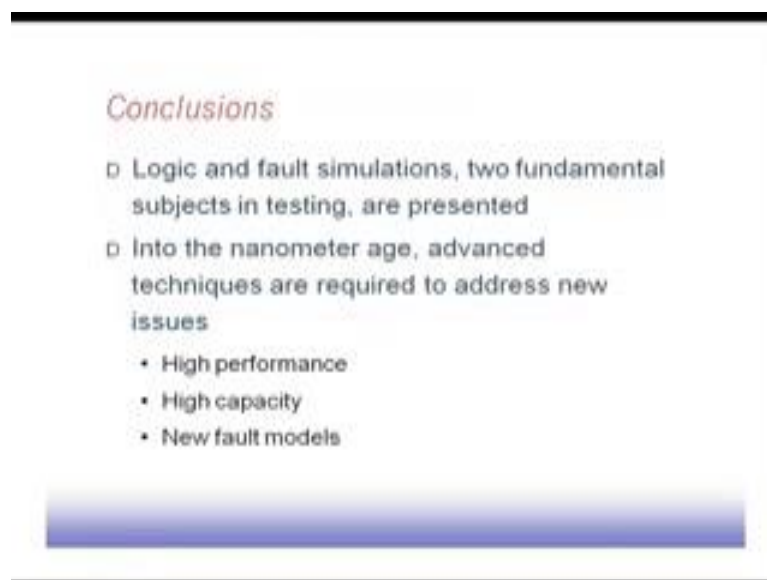 Conclusions
Logic and fault simulations, two fundamental
subjects in testing, are presented
Into the nanometer age, advanced
techniques are required to address new
issues
• High performance
• High capacity
• New fault models